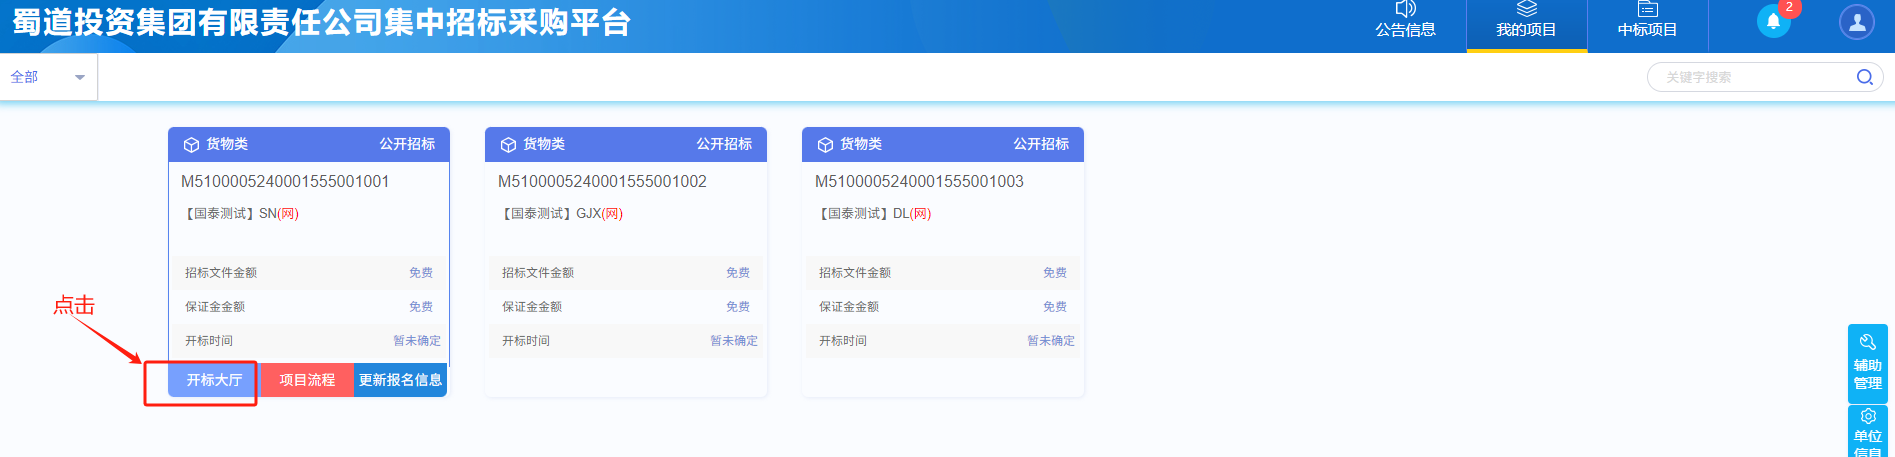 蜀道投资集团有限责任公司集中招标采购平台
公告信息
我的项目
中标项目
2
全部
关键字搜索
货物类 公开招标
M5100005240001555001001
【国泰测试】SN(网)
招标文件金额 免费
保证金金额 免费
开标时间 暂未确定
开标大厅 项目流程 更新报名信息
货物类 公开招标
M5100005240001555001002
【国泰测试】GJX(网)
招标文件金额 免费
保证金金额 免费
开标时间 暂未确定
货物类 公开招标
M5100005240001555001003
【国泰测试】DL(网)
招标文件金额 免费
保证金金额 免费
开标时间 暂未确定
点击
辅助
管理
单位
信息